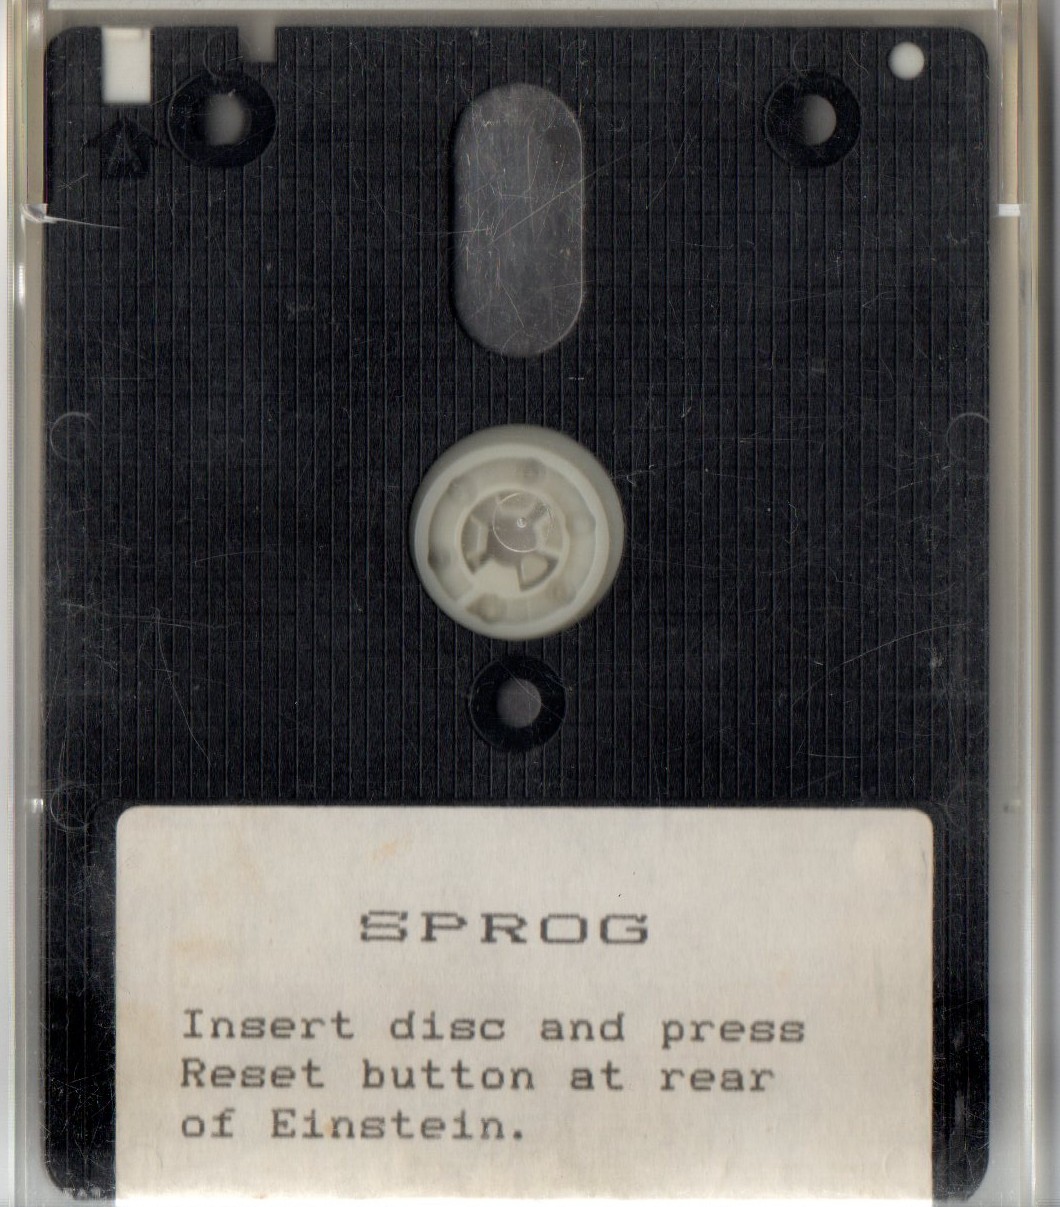 SPROG
Insert disc and press
Reset button at rear
of Einstein.